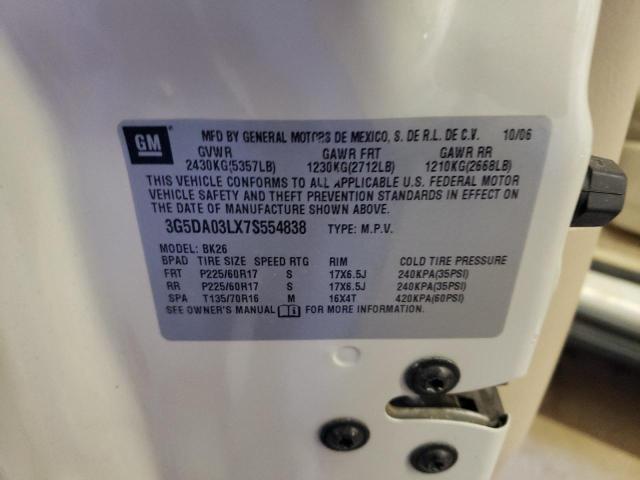 GM
MFD BY GENERAL MOTORS DE MEXICO, S. DE R.L. DE C.V. 10/06
GVWR GAWR FRT GAWR RR
2430KG(5357LB) 1230KG(2712LB) 1210KG(2668LB)
THIS VEHICLE CONFORMS TO ALL APPLICABLE U.S. FEDERAL MOTOR
VEHICLE SAFETY AND THEFT PREVENTION STANDARDS IN EFFECT ON
THE DATE OF MANUFACTURE SHOWN ABOVE.
3G5DA03LX7S554838 TYPE: M.P.V.
MODEL: BK26
BPAD TIRE SIZE SPEED RTG RIM COLD TIRE PRESSURE
FRT P225/60R17 S 17X6.5J 240KPA(35PSI)
RR P225/60R17 S 17X6.5J 240KPA(35PSI)
SPA T135/70R16 M 16X4T 420KPA(60PSI)
SEE OWNER'S MANUAL FOR MORE INFORMATION.